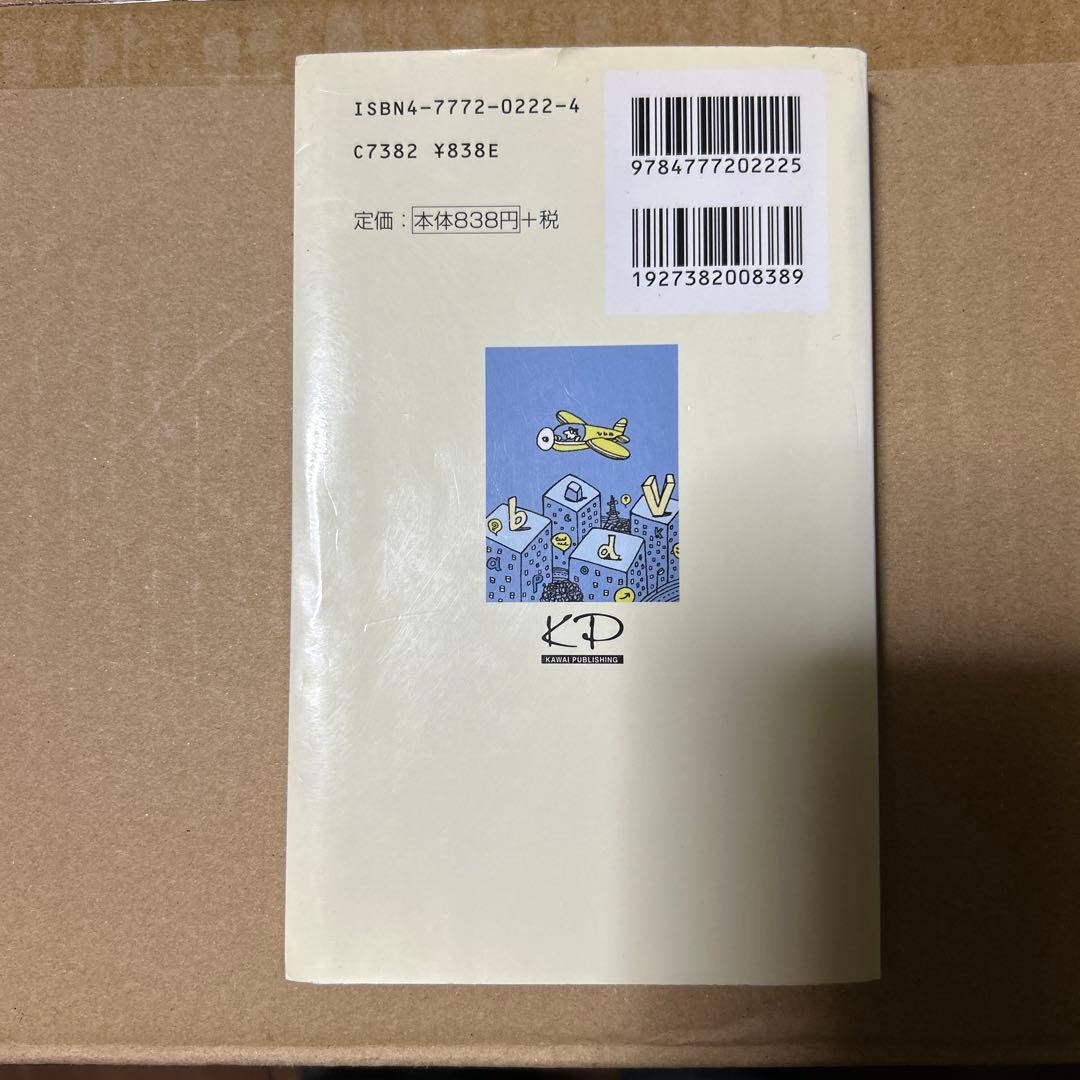 ISBN4-7772-0222-4
C7382 ¥838E
定価：本体838円+税
9784777202225
1927382008389
b
V
d
K
a
P
KP
KAWAI PUBLISHING